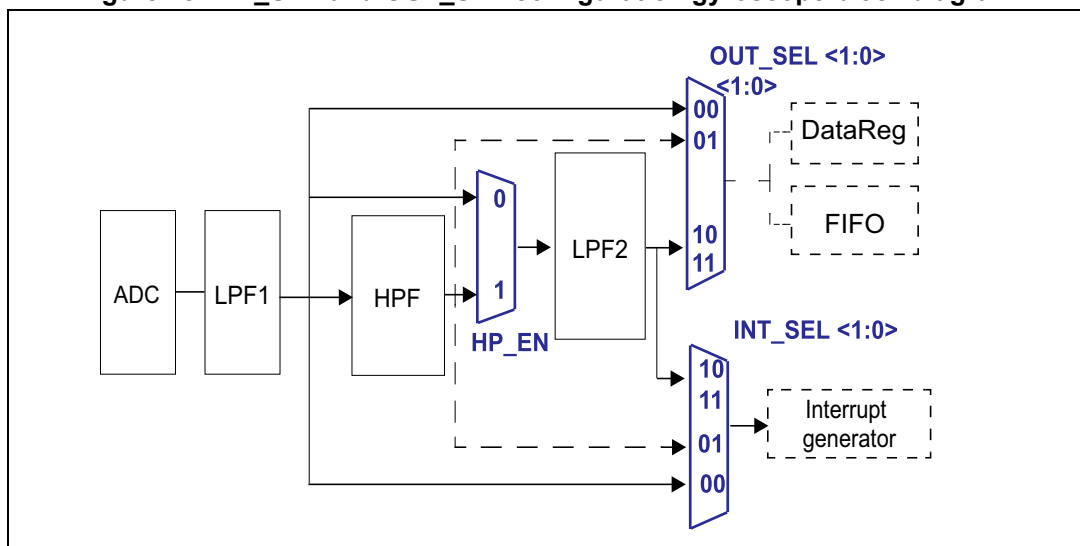 OUT_SEL <1:0>
<1:0>
00
01
DataReg
0
10
11
FIFO
ADC
LPF1
HPF
1
LPF2
HP_EN
INT_SEL <1:0>
10
11
01
00
Interrupt
generator